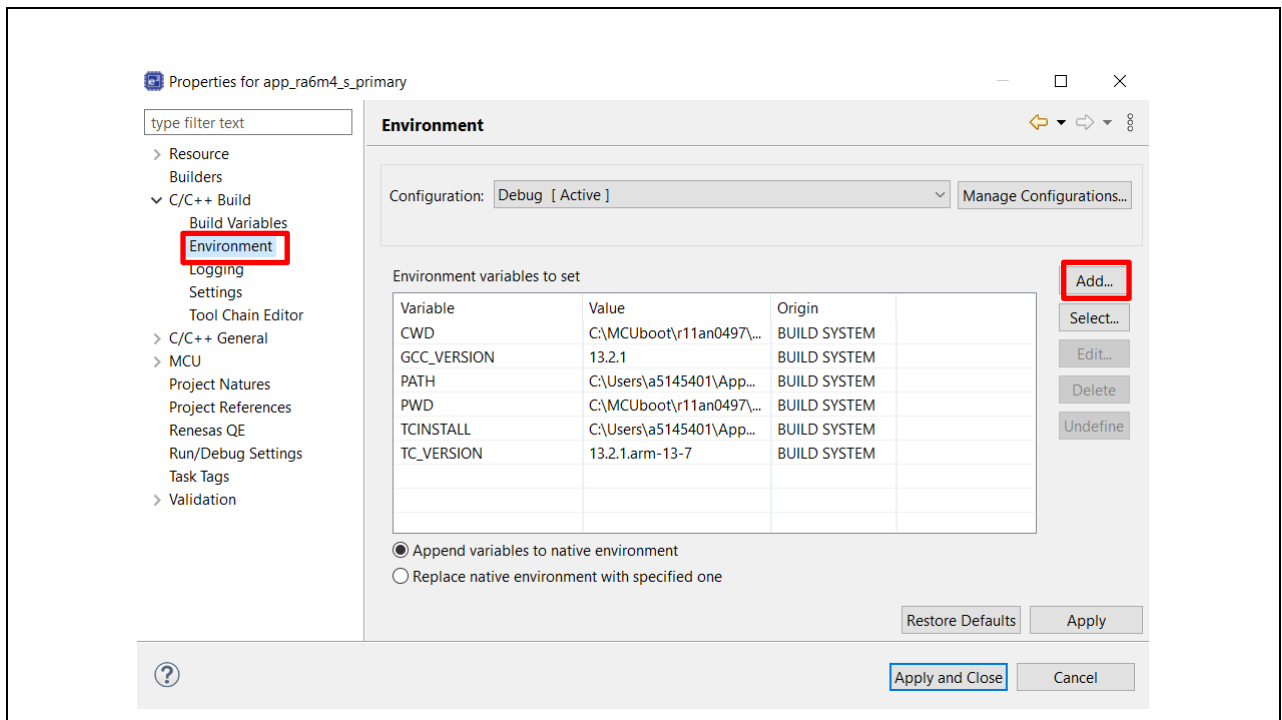 Properties for app_ra6m4_s_primary
type filter text
Environment
Resource
Builders
C/C++ Build
Build Variables
Environment
Logging
Settings
Tool Chain Editor
C/C++ General
MCU
Project Natures
Project References
Renesas QE
Run/Debug Settings
Task Tags
Validation
Configuration: Debug [ Active ] Manage Configurations...
Environment variables to set
Variable Value Origin
CWD C:\MCUboot\r11an0497\... BUILD SYSTEM
GCC_VERSION 13.2.1 BUILD SYSTEM
PATH C:\Users\a5145401\App... BUILD SYSTEM
PWD C:\MCUboot\r11an0497\... BUILD SYSTEM
TCINSTALL C:\Users\a5145401\App... BUILD SYSTEM
TC_VERSION 13.2.1.arm-13-7 BUILD SYSTEM
Add...
Select...
Edit...
Delete
Undefine
Append variables to native environment
Replace native environment with specified one
Restore Defaults Apply
? Apply and Close Cancel